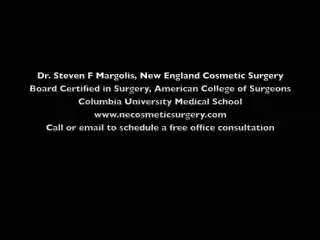 Dr. Steven F Margolis, New England Cosmetic Surgery
Board Certified in Surgery, American College of Surgeons
Columbia University Medical School
www.necosmeticsurgery.com
Call or email to schedule a free office consultation